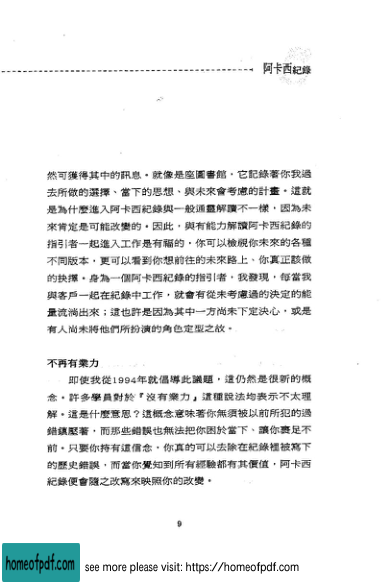 阿卡西紀錄
然可獲得其中的訊息。就像是座圖書館，它記錄著你我過
去所做的選擇、當下的思想、與未來會考慮的計畫。這就
是為什麼進入阿卡西紀錄與一般通靈解讀不一樣，因為未
來肯定是可能改變的。因此，與有能力解讀阿卡西紀錄的
指引者一起進入工作是有福的，你可以檢視你未來的各種
不同版本，更可以看到你想前往的未來路上、你真正該做
的抉擇。身為一個阿卡西紀錄的指引者，我發現，每當我
與客戶一起在紀錄中工作，就會有從未考慮過的決定的能
量流淌出來；這也許是因為其中一方尚未下定決心，或是
有人尚未將他們所扮演的角色定型之故。
不再有業力
即使我從1994年就倡導此議題，這仍然是很新的概
念。許多學員對於『沒有業力』這種說法均表示不太理
解。這是什麼意思？這概念意味著你無須被以前所犯的過
錯鎮壓著，而那些錯誤也無法把你困於當下、讓你裹足不
前。只要你持有這信念，你真的可以去除在紀錄裡被寫下
的歷史錯誤，而當你覺知到所有經驗都有其價值，阿卡西
紀錄便會隨之改寫來映照你的改變。
9
homeofpdf.com
see more please visit: https://homeofpdf.com